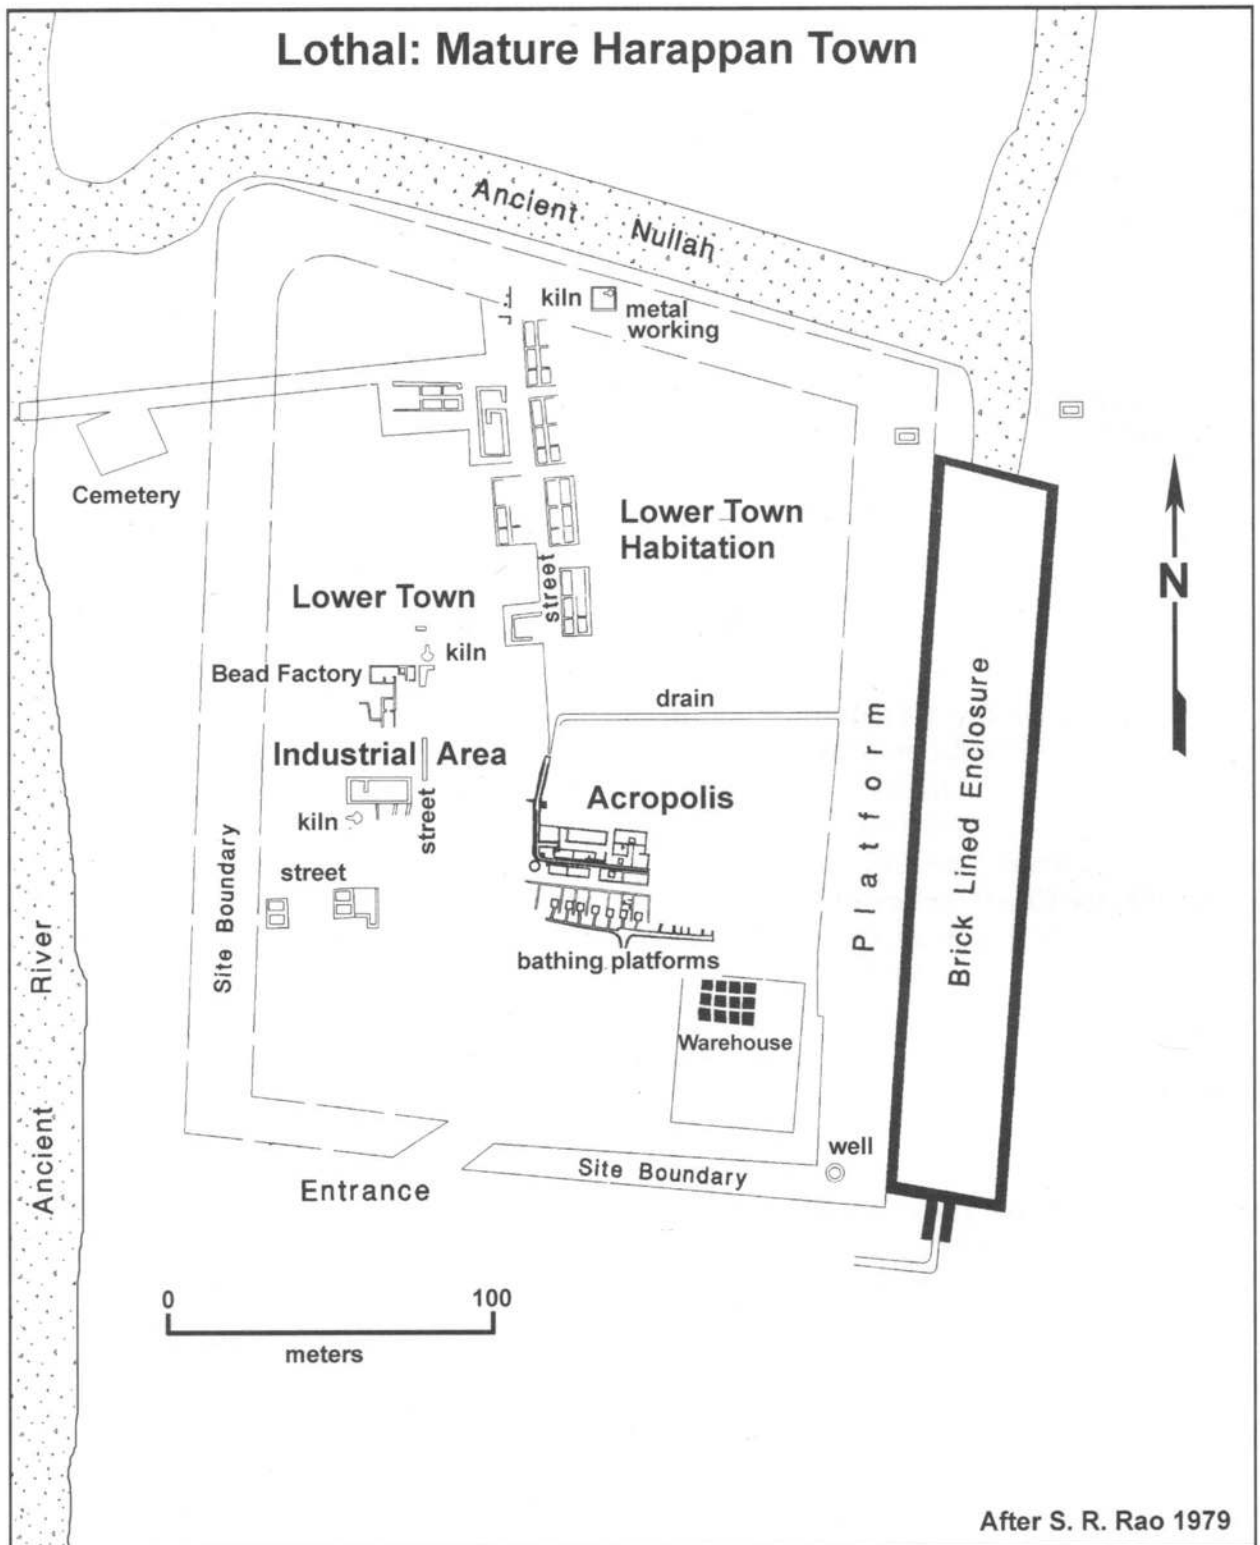 Lothal: Mature Harappan Town
Ancient Nullah
kiln
metal
working
Cemetery
Lower Town
Habitation
street
N
Lower Town
kiln
Bead Factory
drain
Platform
Brick Lined Enclosure
Industrial Area
Acropolis
kiln
street
street
Site Boundary
Ancient River
bathing platforms
Warehouse
well
Site Boundary
Entrance
0 100
meters
After S. R. Rao 1979